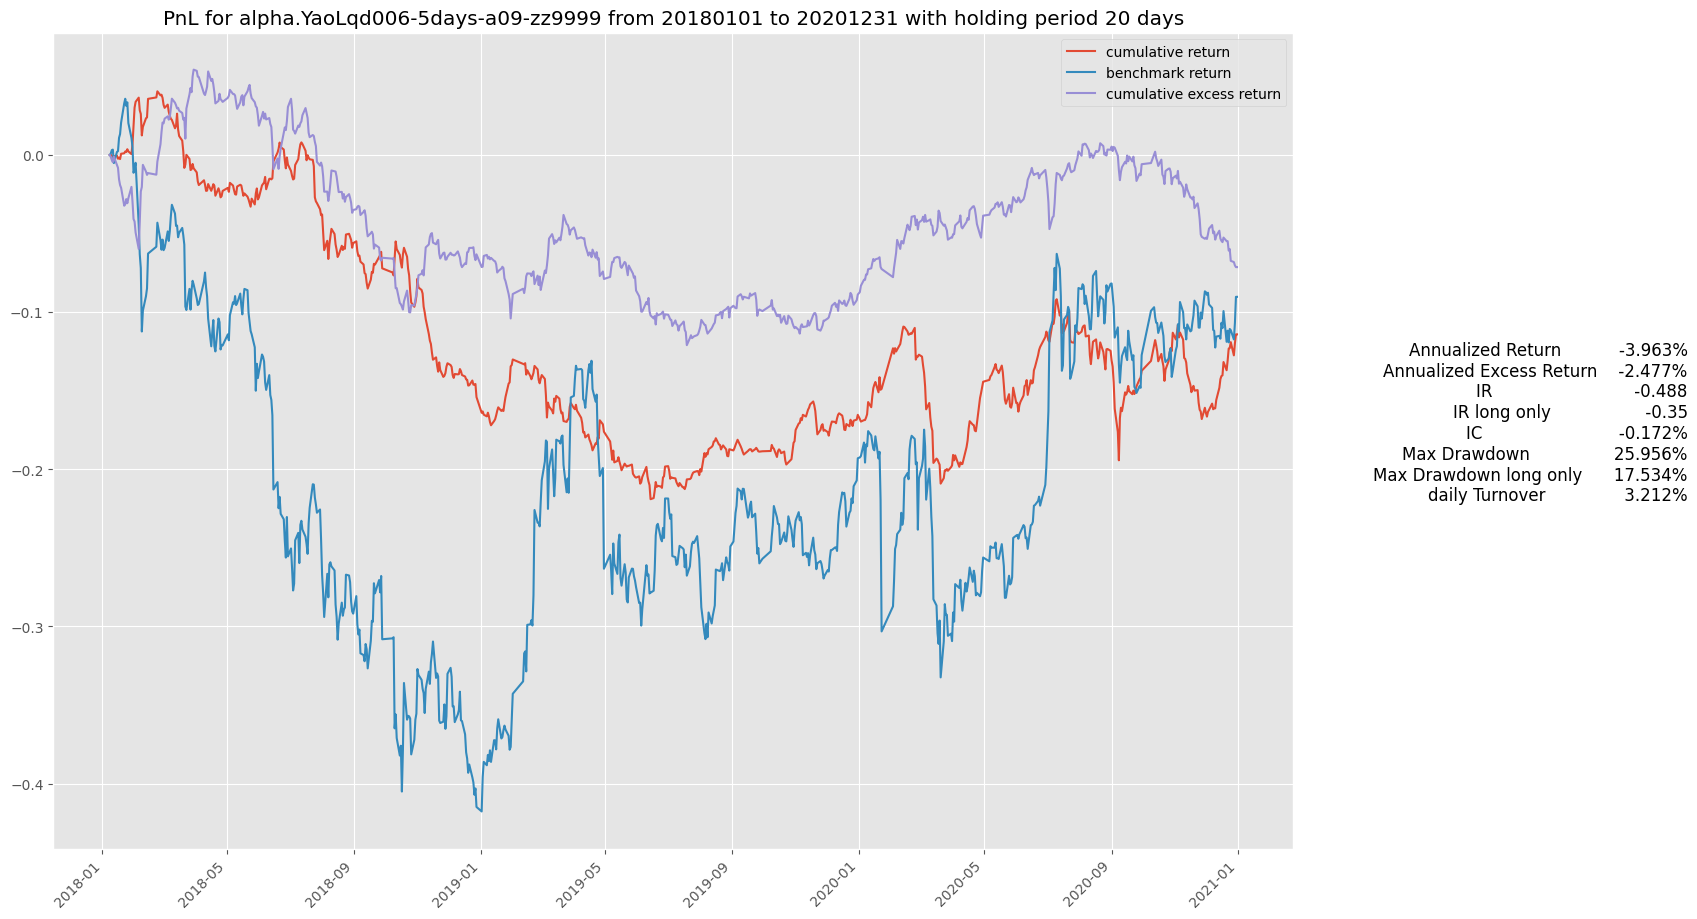 PnL for alpha.YaoLqd006-5days-a09-zz9999 from 20180101 to 20201231 with holding period 20 days
cumulative return
benchmark return
cumulative excess return
0.0
−0.1
−0.2
−0.3
−0.4
2018-01
2018-05
2018-09
2019-01
2019-05
2019-09
2020-01
2020-05
2020-09
2021-01
Annualized Return -3.963%
Annualized Excess Return -2.477%
IR -0.488
IR long only -0.35
IC -0.172%
Max Drawdown 25.956%
Max Drawdown long only 17.534%
daily Turnover 3.212%